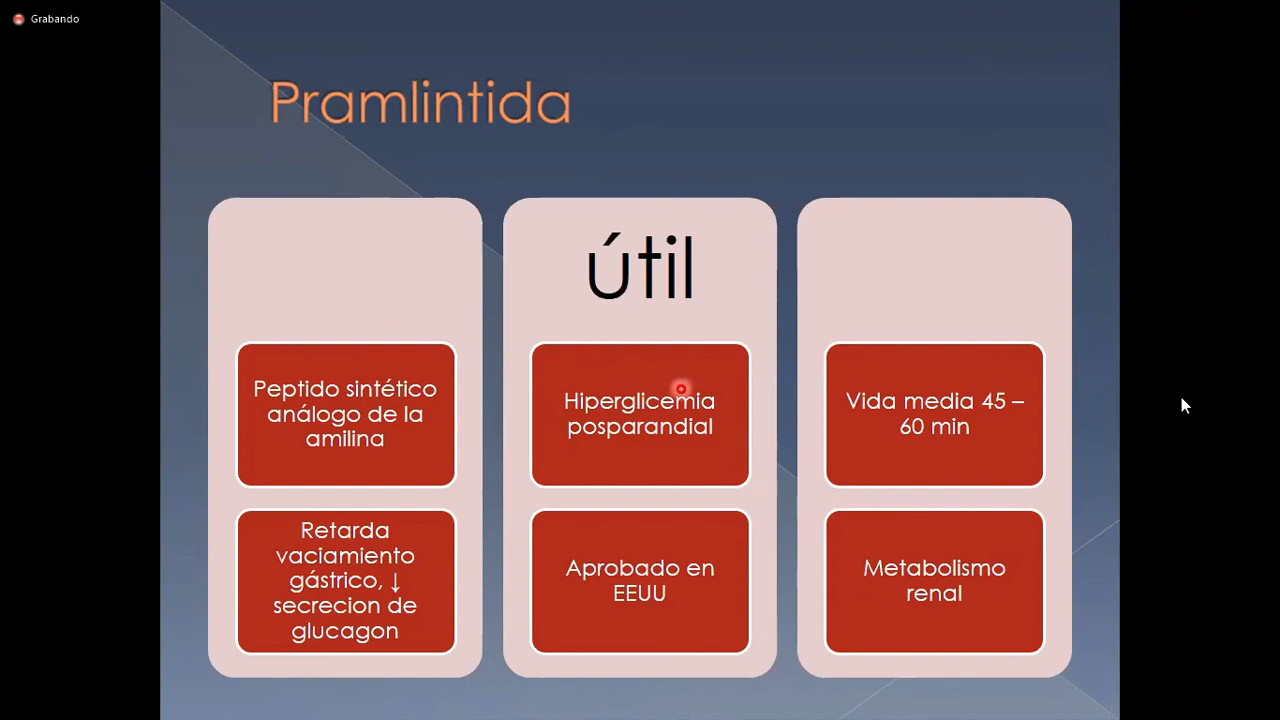 Grabando
Pramlintida
Peptido sintético
análogo de la
amilina
Retarda
vaciamiento
gástrico, ↓
secrecion de
glucagon
útil
Hiperglicemia
posparandial
Aprobado en
EEUU
Vida media 45 –
60 min
Metabolismo
renal